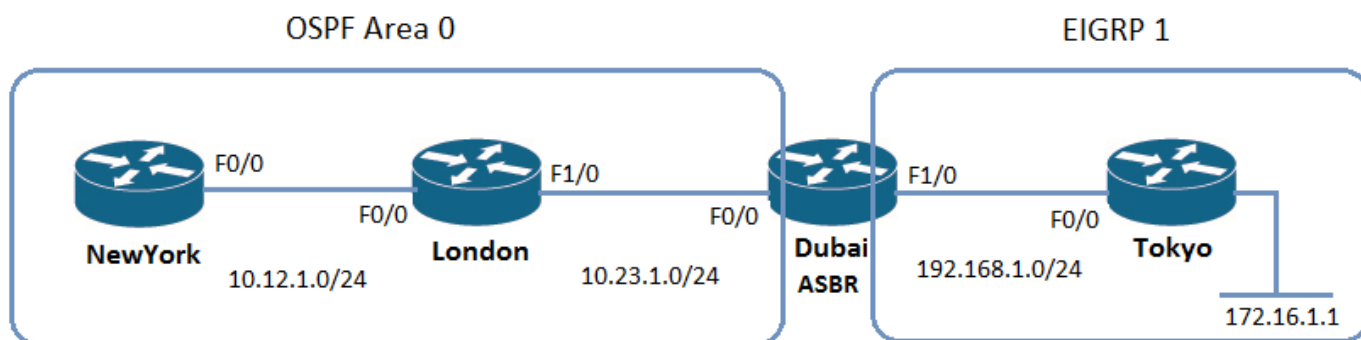 OSPF Area 0
EIGRP 1
F0/0
F0/0
F1/0
F0/0
F1/0
F0/0
NewYork
London
Dubai
ASBR
Tokyo
10.12.1.0/24
10.23.1.0/24
192.168.1.0/24
172.16.1.1